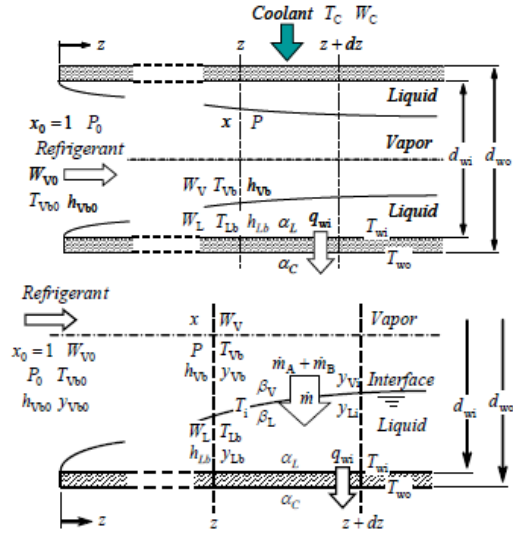 Coolant T_C W_C
z z z + dz
Liquid
x_0 = 1 P_0 x P
Refrigerant Vapor d_wi d_wo
W_V0 W_V T_Vb h_Vb
T_Vb0 h_Vb0 Liquid
W_L T_Lb h_Lb α_L q_wi T_wi
T_wo
α_C
Refrigerant x W_V Vapor
x_0 = 1 W_V0 P T_Vb ṁ_A + ṁ_B
P_0 T_Vb0 h_Vb y_Vb β_V y_Vi Interface
h_Vb0 y_Vb0 T_i ṁ d_wi d_wo
β_L y_Li
W_L T_Lb Liquid
h_Lb y_Lb α_L q_wi T_wi
T_wo
α_C
z z z + dz